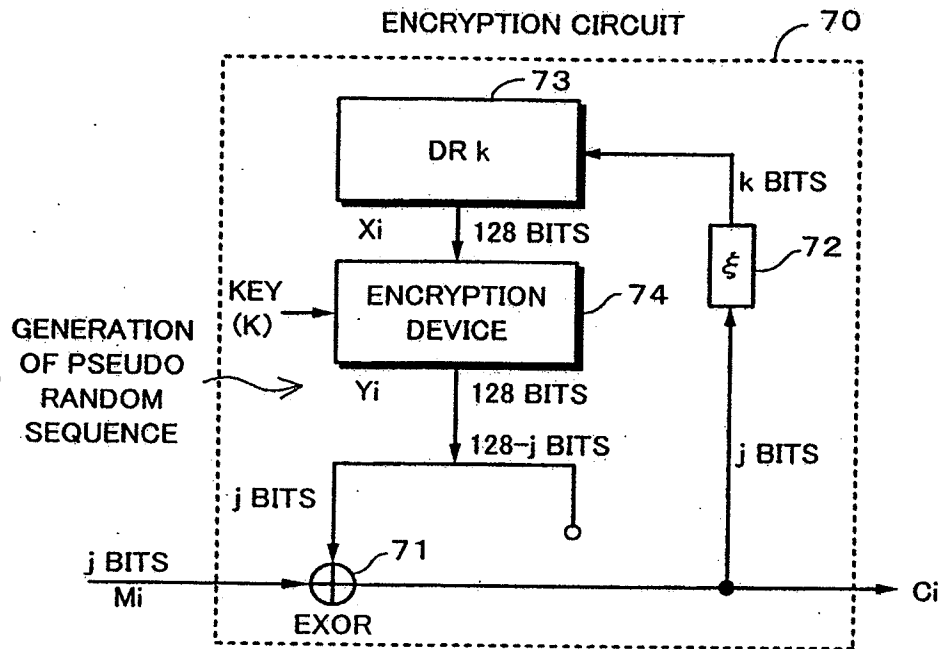 ENCRYPTION CIRCUIT
70
73
DR k
k BITS
Xi
128 BITS
ξ
72
KEY
(K)
ENCRYPTION
DEVICE
74
GENERATION
OF PSEUDO
RANDOM
SEQUENCE
Yi
128 BITS
128-j BITS
j BITS
j BITS
71
j BITS
Mi
EXOR
Ci